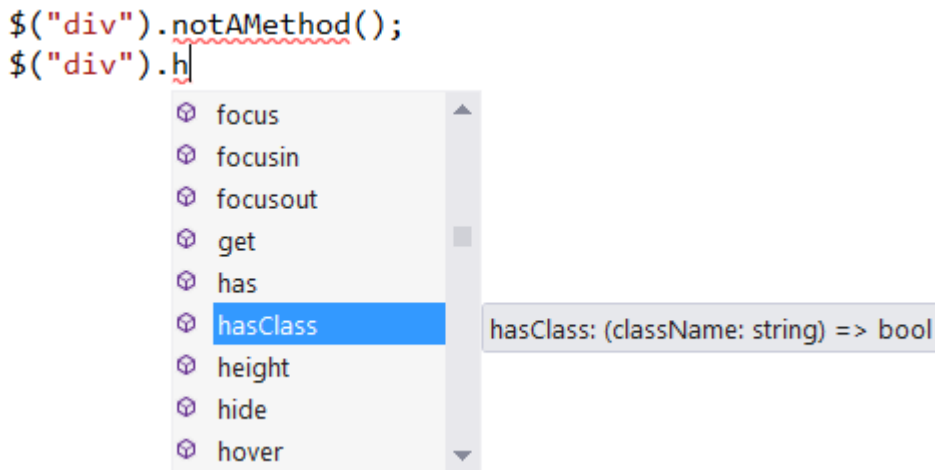 $("div").notAMethod();
$("div").h
focus
focusin
focusout
get
has
hasClass
hasClass: (className: string) => bool
height
hide
hover